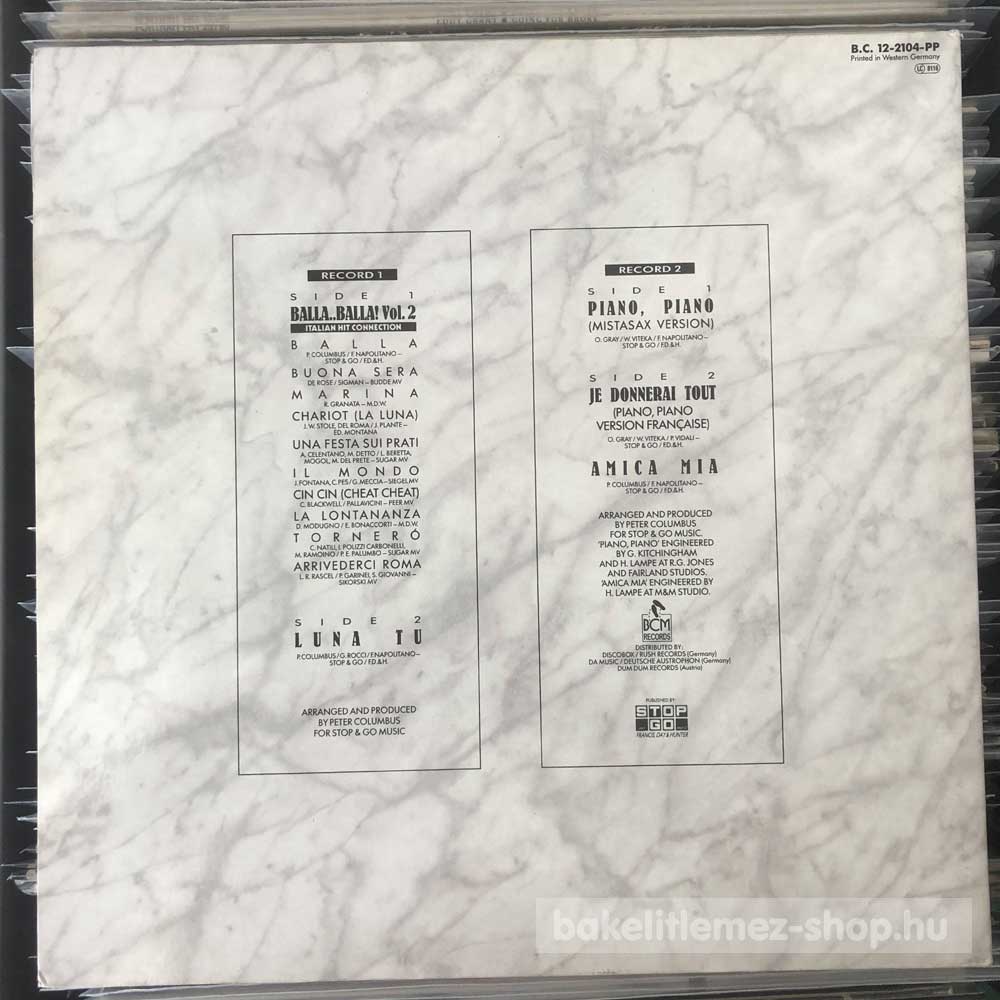 B.C. 12-2104-PP
Printed in Western Germany
LC 8116
RECORD 1
SIDE 1
BALLA..BALLA! Vol. 2
ITALIAN HIT CONNECTION
BALLA
P. COLUMBUS / F. NAPOLITANO –
STOP & GO / F.D.&H.
BUONA SERA
DE ROSE / SIGMAN – BUDDE MV
MARINA
R. GRANATA – M.D.W.
CHARIOT (LA LUNA)
J. W. STOLE, DEL ROMA / J. PLANTE –
ED. MONTANA
UNA FESTA SUI PRATI
A. CELENTANO, M. DETTO / L. BERETTA,
MOGOL, M. DEL PRETE – SUGAR MV
IL MONDO
J. FONTANA, C. PES / G. MECCIA – SIEGEL MV
CIN CIN (CHEAT CHEAT)
C. BLACKWELL / PALLAVICINI – PEER MV
LA LONTANANZA
D. MODUGNO / E. BONACCORTI – M.D.W.
TORNERÓ
C. NATILI, I. POLIZZI CARBONELLI,
M. RAMOINO / P. E. PALUMBO – SUGAR MV
ARRIVEDERCI ROMA
L. R. RASCEL / P. GARINEI, S. GIOVANNI –
SIKORSKI MV
SIDE 2
LUNA TU
P. COLUMBUS / G. ROCCI / F. NAPOLITANO –
STOP & GO / F.D.&H.
ARRANGED AND PRODUCED
BY PETER COLUMBUS
FOR STOP & GO MUSIC
RECORD 2
SIDE 1
PIANO, PIANO
(MISTASAX VERSION)
O. GRAY / W. VITEKA / F. NAPOLITANO –
STOP & GO / F.D.&H.
SIDE 2
JE DONNERAI TOUT
(PIANO, PIANO
VERSION FRANÇAISE)
O. GRAY / W. VITEKA / P. VIDALI –
STOP & GO / F.D.&H.
AMICA MIA
P. COLUMBUS / F. NAPOLITANO –
STOP & GO / F.D.&H.
ARRANGED AND PRODUCED
BY PETER COLUMBUS
FOR STOP & GO MUSIC.
'PIANO, PIANO' ENGINEERED
BY G. KITCHINGHAM
AND H. LAMPE AT R.G. JONES
AND FAIRLAND STUDIOS.
'AMICA MIA' ENGINEERED BY
H. LAMPE AT M&M STUDIO.
BCM
RECORDS
DISTRIBUTED BY:
DISCOBOX / RUSH RECORDS (Germany)
DA MUSIC / DEUTSCHE AUSTROPHON (Germany)
DUM DUM RECORDS (Austria)
PUBLISHED BY:
STOP
GO
FRANCIS, DAY & HUNTER
bakelitlemez-shop.hu